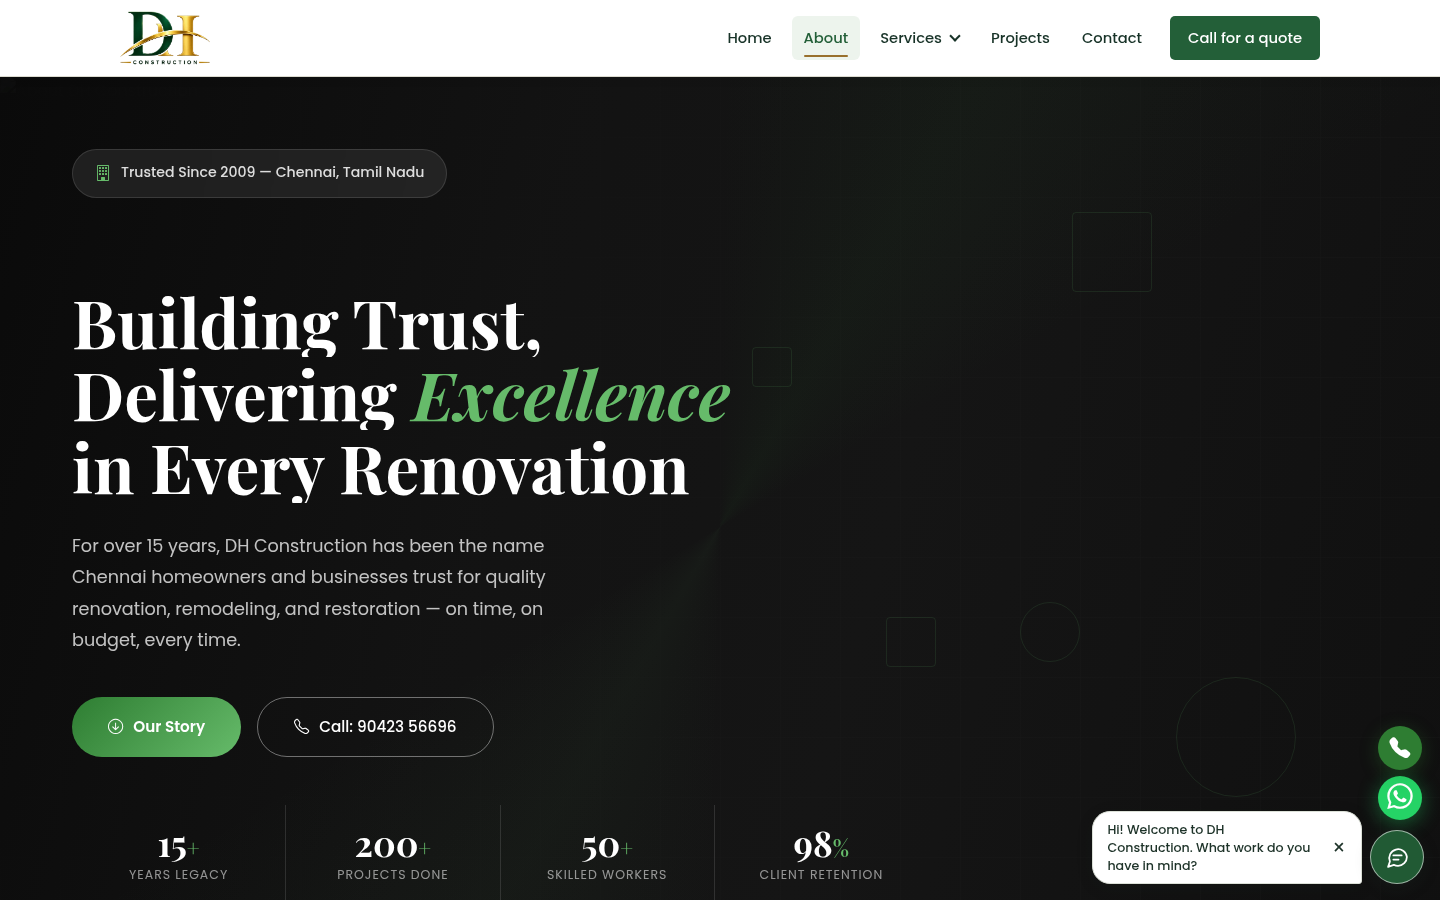 DH
CONSTRUCTION
Home
About
Services
Projects
Contact
Call for a quote
Trusted Since 2009 — Chennai, Tamil Nadu
Building Trust,
Delivering Excellence
in Every Renovation
For over 15 years, DH Construction has been the name
Chennai homeowners and businesses trust for quality
renovation, remodeling, and restoration — on time, on
budget, every time.
Our Story
Call: 90423 56696
15+
YEARS LEGACY
200+
PROJECTS DONE
50+
SKILLED WORKERS
98%
CLIENT RETENTION
Hi! Welcome to DH
Construction. What work do you
have in mind?